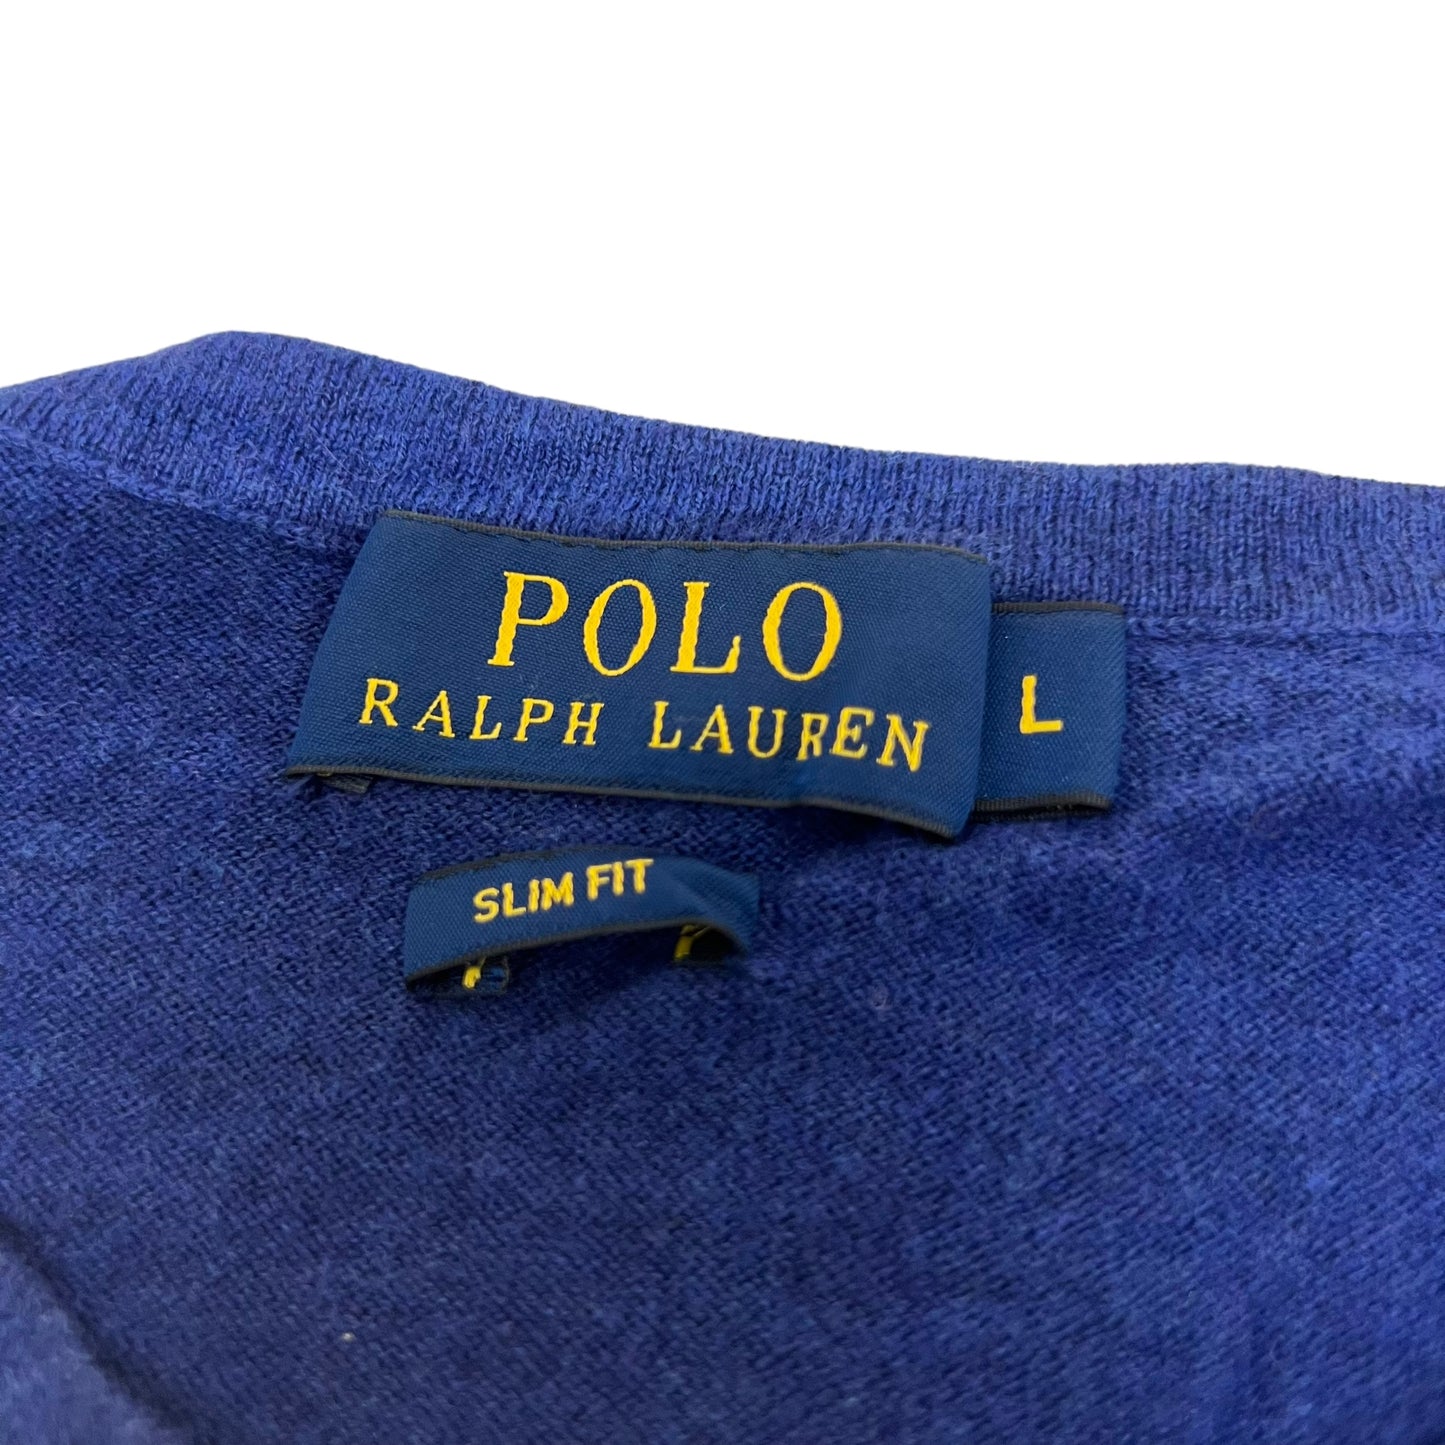 POLO
RALPH LAUREN
L
SLIM FIT